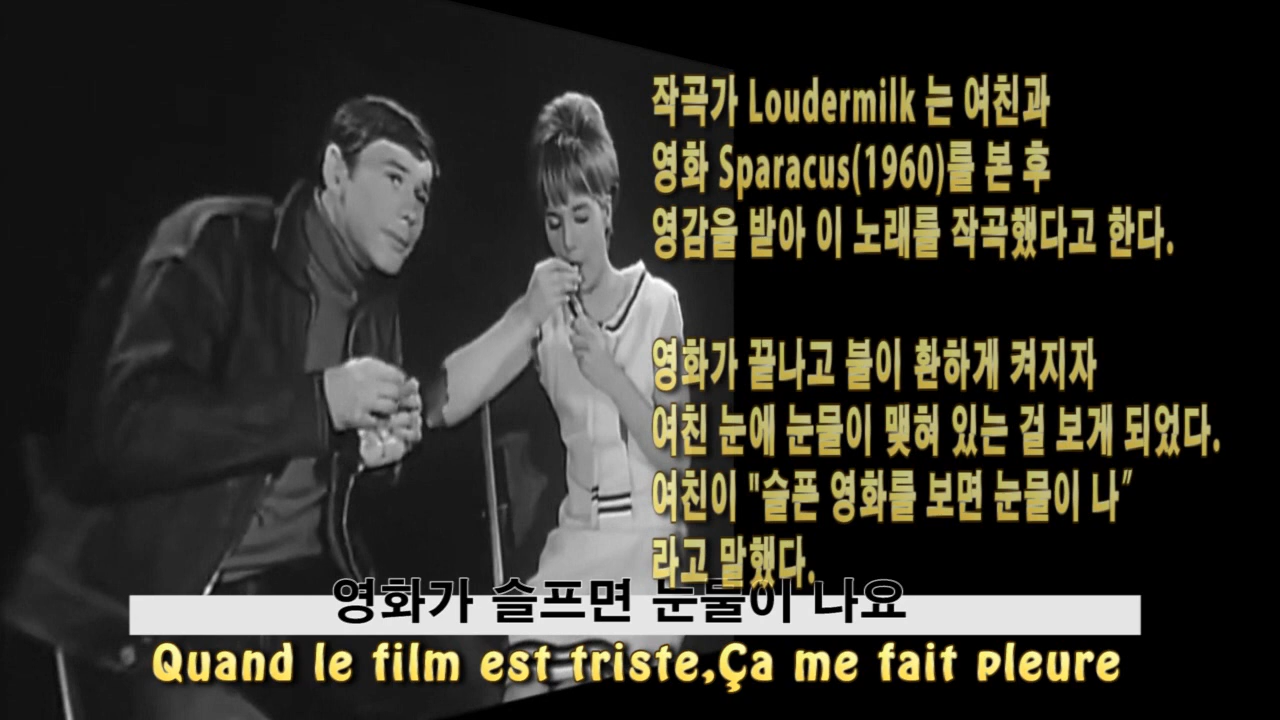 작곡가 Loudermilk 는 여친과
영화 Sparacus(1960)를 본 후
영감을 받아 이 노래를 작곡했다고 한다.
영화가 끝나고 불이 환하게 켜지자
여친 눈에 눈물이 맺혀 있는 걸 보게 되었다.
여친이 "슬픈 영화를 보면 눈물이 나"
라고 말했다.
영화가 슬프면 눈물이 나요
Quand le film est triste,Ça me fait pleure